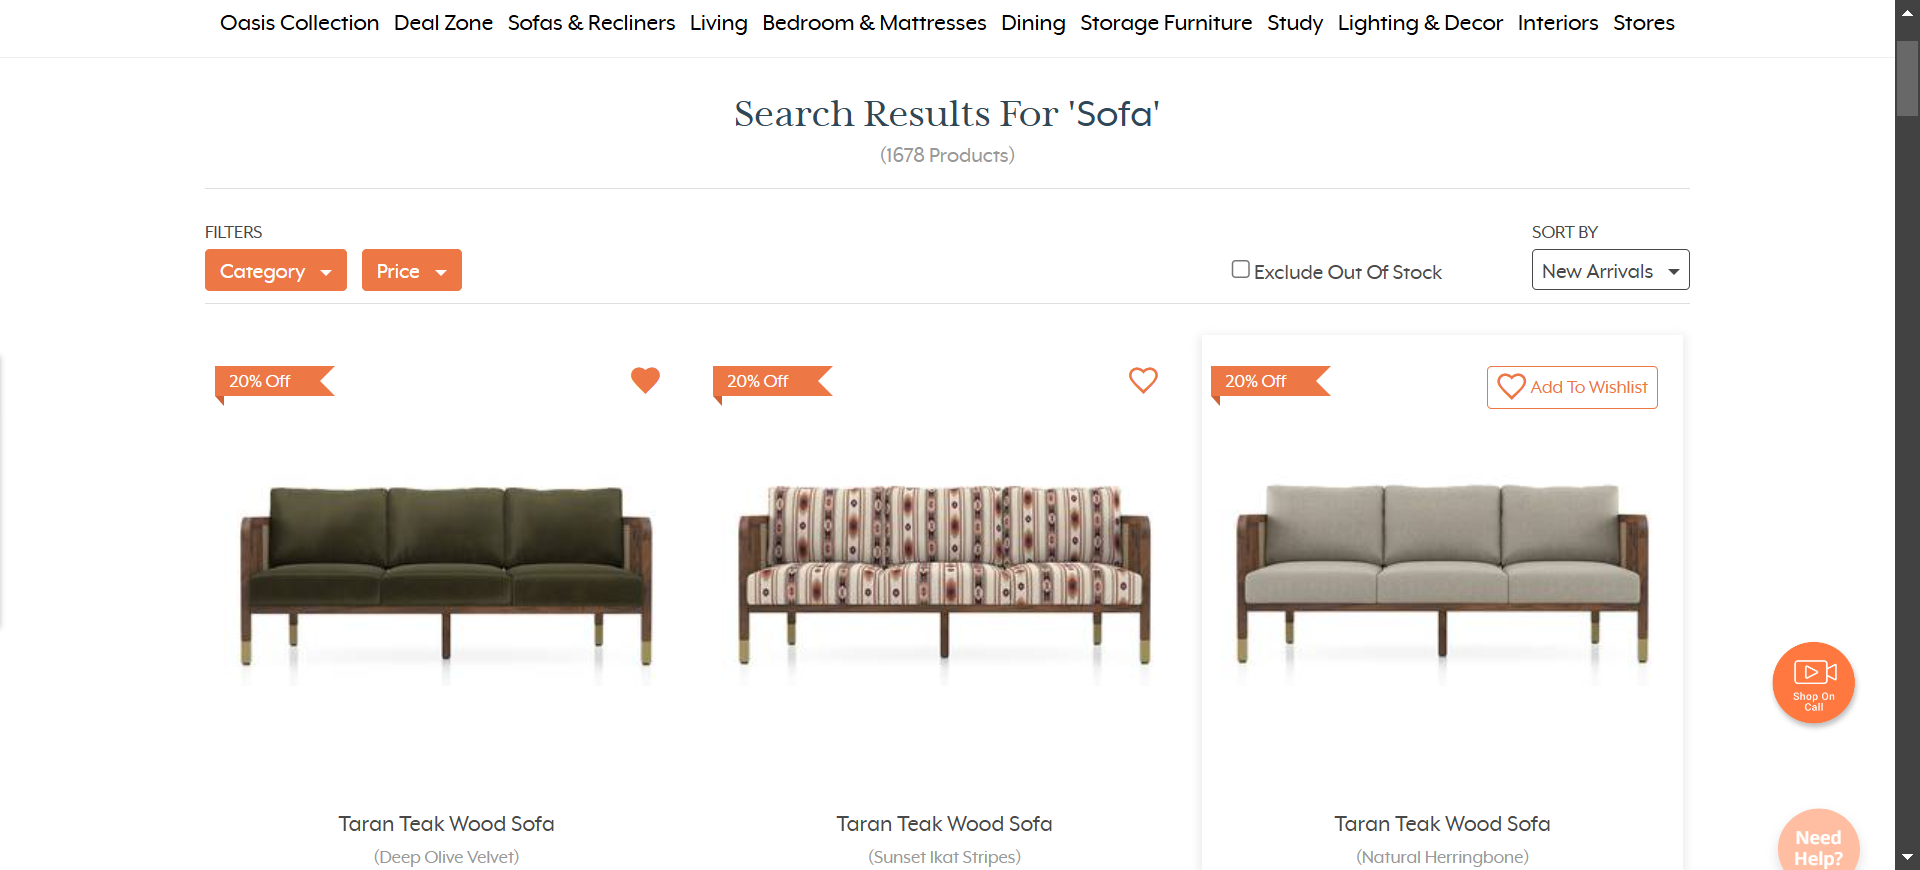 Oasis Collection Deal Zone Sofas & Recliners Living Bedroom & Mattresses Dining Storage Furniture Study Lighting & Decor Interiors Stores
Search Results For 'Sofa'
(1678 Products)
FILTERS
SORT BY
Category
Price
Exclude Out Of Stock
New Arrivals
20% Off
20% Off
20% Off
Add To Wishlist
Shop On
Call
Taran Teak Wood Sofa
Taran Teak Wood Sofa
Taran Teak Wood Sofa
(Deep Olive Velvet)
(Sunset Ikat Stripes)
(Natural Herringbone)
Need
Help?